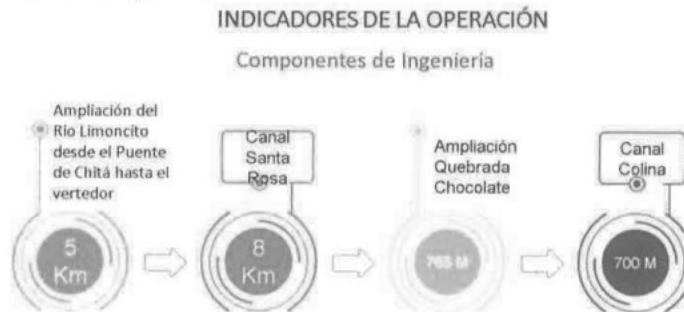 INDICADORES DE LA OPERACIÓN
Componentes de Ingeniería
Ampliación del
Río Limoncito
desde el Puente
de Chitá hasta el
vertedor
5
Km
Canal
Santa
Rosa
8
Km
Ampliación
Quebrada
Chocolate
765 M
Canal
Colina
700 M